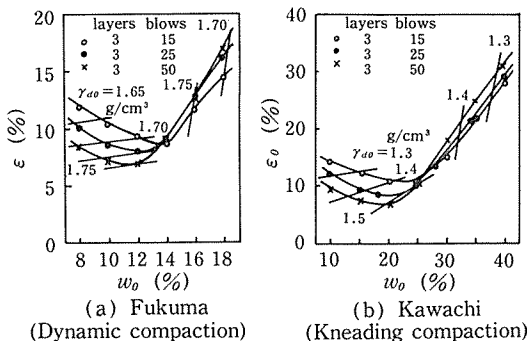 layers blows
3 15
3 25
3 50
γdo=1.65
g/cm³
1.70
1.75
1.70
1.75
20
15
10
5
0
ε (%)
8 10 12 14 16 18
w₀ (%)
(a) Fukuma
(Dynamic compaction)
layers blows
3 15
3 25
3 50
1.3
1.4
g/cm³
γdo=1.3
1.4
1.5
40
30
20
10
0
ε₀ (%)
10 20 30 40
w₀ (%)
(b) Kawachi
(Kneading compaction)